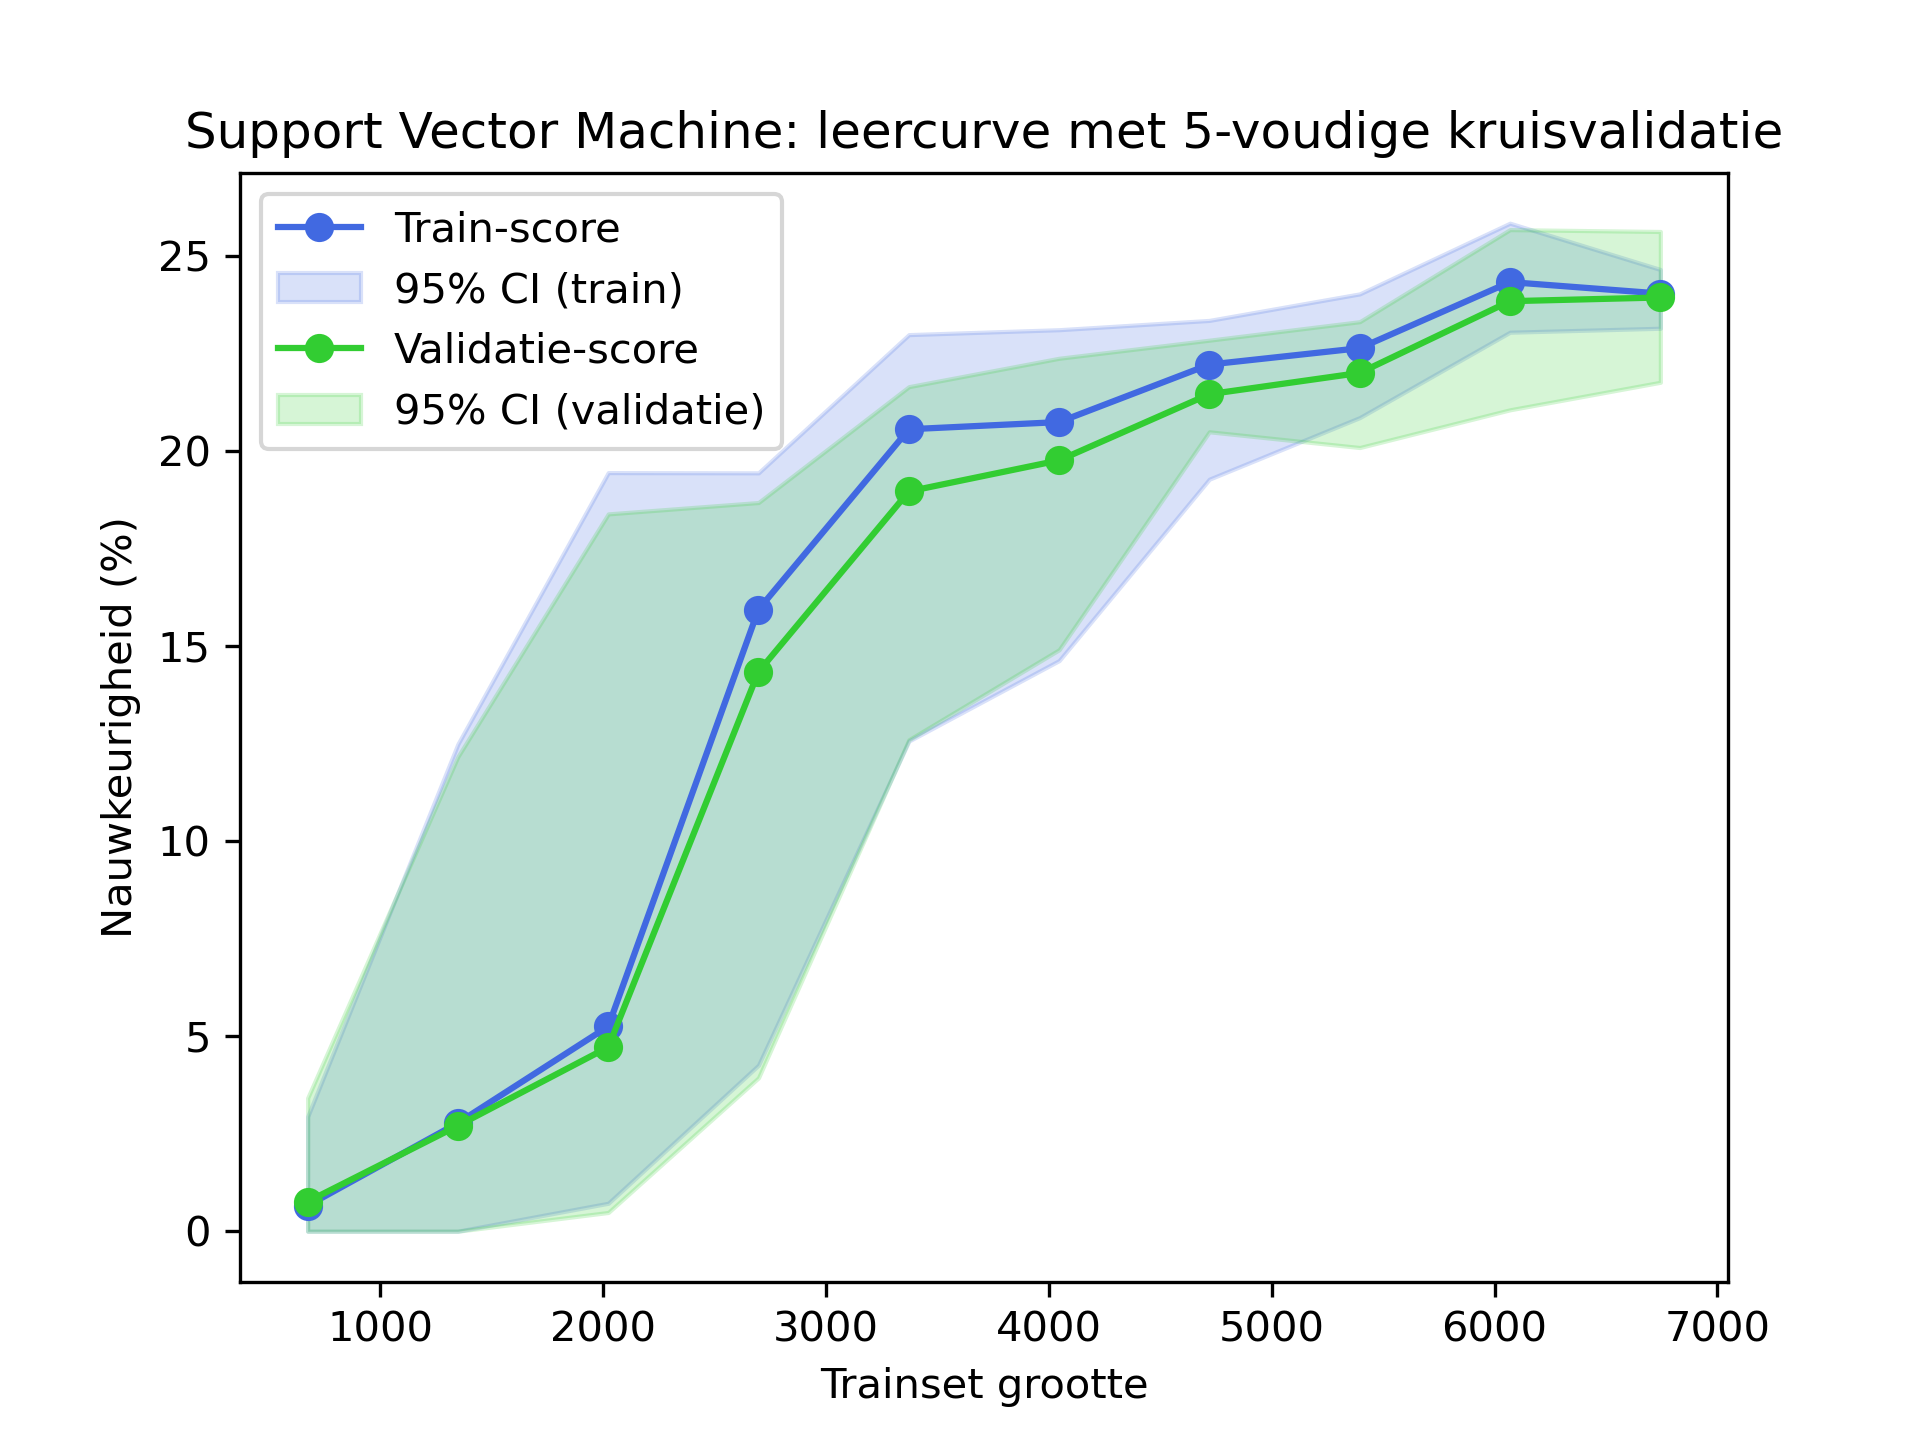 Support Vector Machine: leercurve met 5-voudige kruisvalidatie
Train-score
95% CI (train)
Validatie-score
95% CI (validatie)
Nauwkeurigheid (%)
25
20
15
10
5
0
1000 2000 3000 4000 5000 6000 7000
Trainset grootte